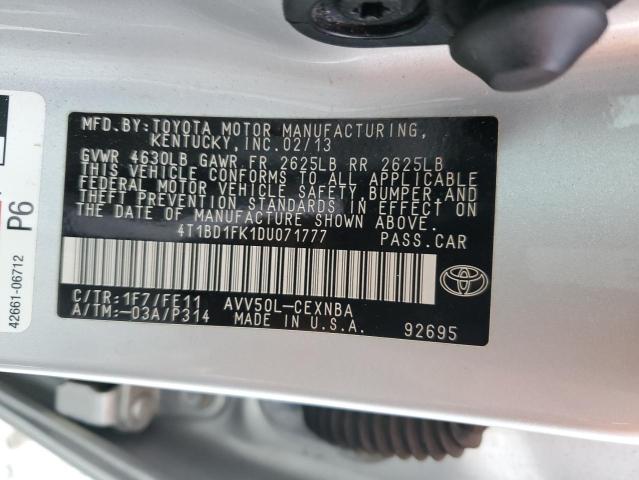 MFD.BY:TOYOTA MOTOR MANUFACTURING,
KENTUCKY, INC. 02/13
GVWR 4630LB GAWR FR 2625LB RR 2625LB
THIS VEHICLE CONFORMS TO ALL APPLICABLE
FEDERAL MOTOR VEHICLE SAFETY, BUMPER, AND
THEFT PREVENTION STANDARDS IN EFFECT ON
THE DATE OF MANUFACTURE SHOWN ABOVE.
4T1BD1FK1DU071777 PASS.CAR
C/TR:1F7/FE11 AVV50L-CEXNBA
A/TM:-03A/P314 MADE IN U.S.A.
92695
TOYOTA
P6
42661-06712